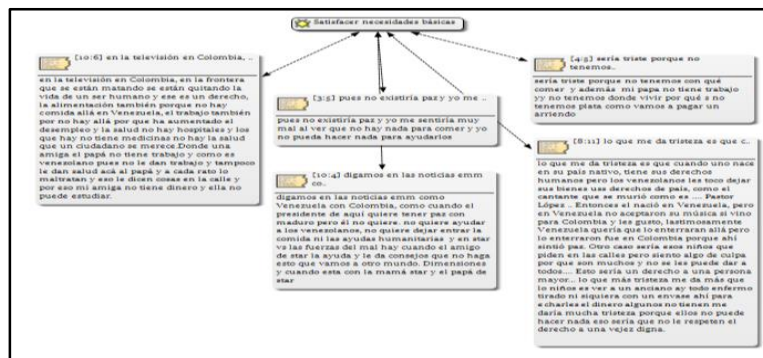 Satisfacer necesidades básicas
[10:6] en la televisión en Colombia, ..
en la televisión en Colombia, en la frontera
que se están matando se están quitando la
vida de un ser humano y ese es un derecho,
la alimentación también porque no hay
comida allá en Venezuela, el trabajo también
por no hay allá por que ha aumentado el
desempleo y la salud no hay hospitales y los
que hay no tiene medicinas no hay la salud
que un ciudadano se merece.Donde una
amiga el papá no tiene trabajo y como es
venezolano pues no le dan trabajo y tampoco
le dan salud acá al papá y a cada rato lo
maltratan y eso le dicen cosas en la calle y
por eso mi amiga no tiene dinero y ella no
puede estudiar.
[3:5] pues no existiría paz y yo me ..
pues no existiría paz y yo me sentiría muy
mal al ver que no hay nada para comer y yo
no pueda hacer nada para ayudarlos
[10:4] digamos en las noticias emm
co..
digamos en las noticias emm como
Venezuela con Colombia, como cuando el
presidente de aquí quiere tener paz con
maduro pero él no quiere. no quiere ayudar
a los venezolanos, no quiere dejar entrar la
comida ni las ayudas humanitarias y en star
vs las fuerzas del mal hay cuando el amigo
de star la ayuda y le da consejos que no haga
esto que vamos a otro mundo. Dimensiones
y cuando esta con la mamá star y el papá de
star
[4:5] sería triste porque no
tenemos..
sería triste porque no tenemos con qué
comer y además mi papa no tiene trabajo
yy no tenemos donde vivir por qué s no
tenemos plata como vamos a pagar un
arriendo
[8:11] lo que me da tristeza es que c..
lo que me da tristeza es que cuando uno nace
en su país nativo, tiene sus derechos
humanos pero los venezolanos les toco dejar
sus bienes uss derechos de país, como el
cantante que se murió como es .... Pastor
López .. Entonces el nació en Venezuela, pero
en Venezuela no aceptaron su música si vino
para Colombia y les gusto, lastimosamente
Venezuela quería que lo enterraran allá pero
lo enterraron fue en Colombia porque ahí
sintió paz. Otro caso sería esos niños que
piden en las calles pero siento algo de culpa
por que son muchos y no se les puede dar a
todos.... Esto sería un derecho a una persona
mayor... lo que más tristeza me da más que
lo niños es ver a un anciano ay todo enfermo
tirado ni siquiera con un envase ahí para
echarles el dinero algunos no tienen me
daría mucha tristeza porque ellos no puede
hacer nada eso sería que no le respeten el
derecho a una vejez digna.